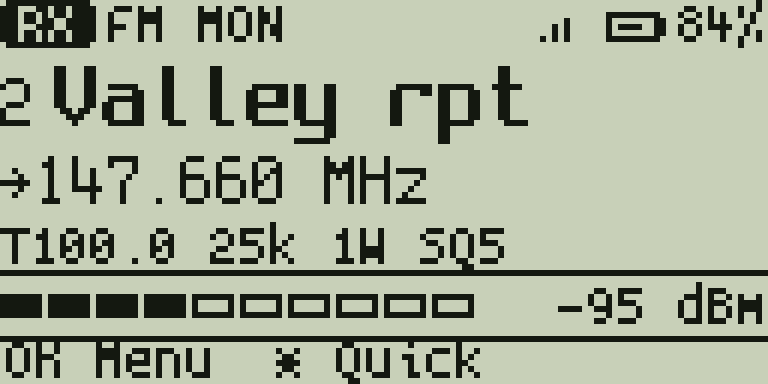 RX FM MON 84%
2 Valley rpt
→147.660 MHz
T100.0 25k 1W SQ5
-95 dBm
OK Menu * Quick